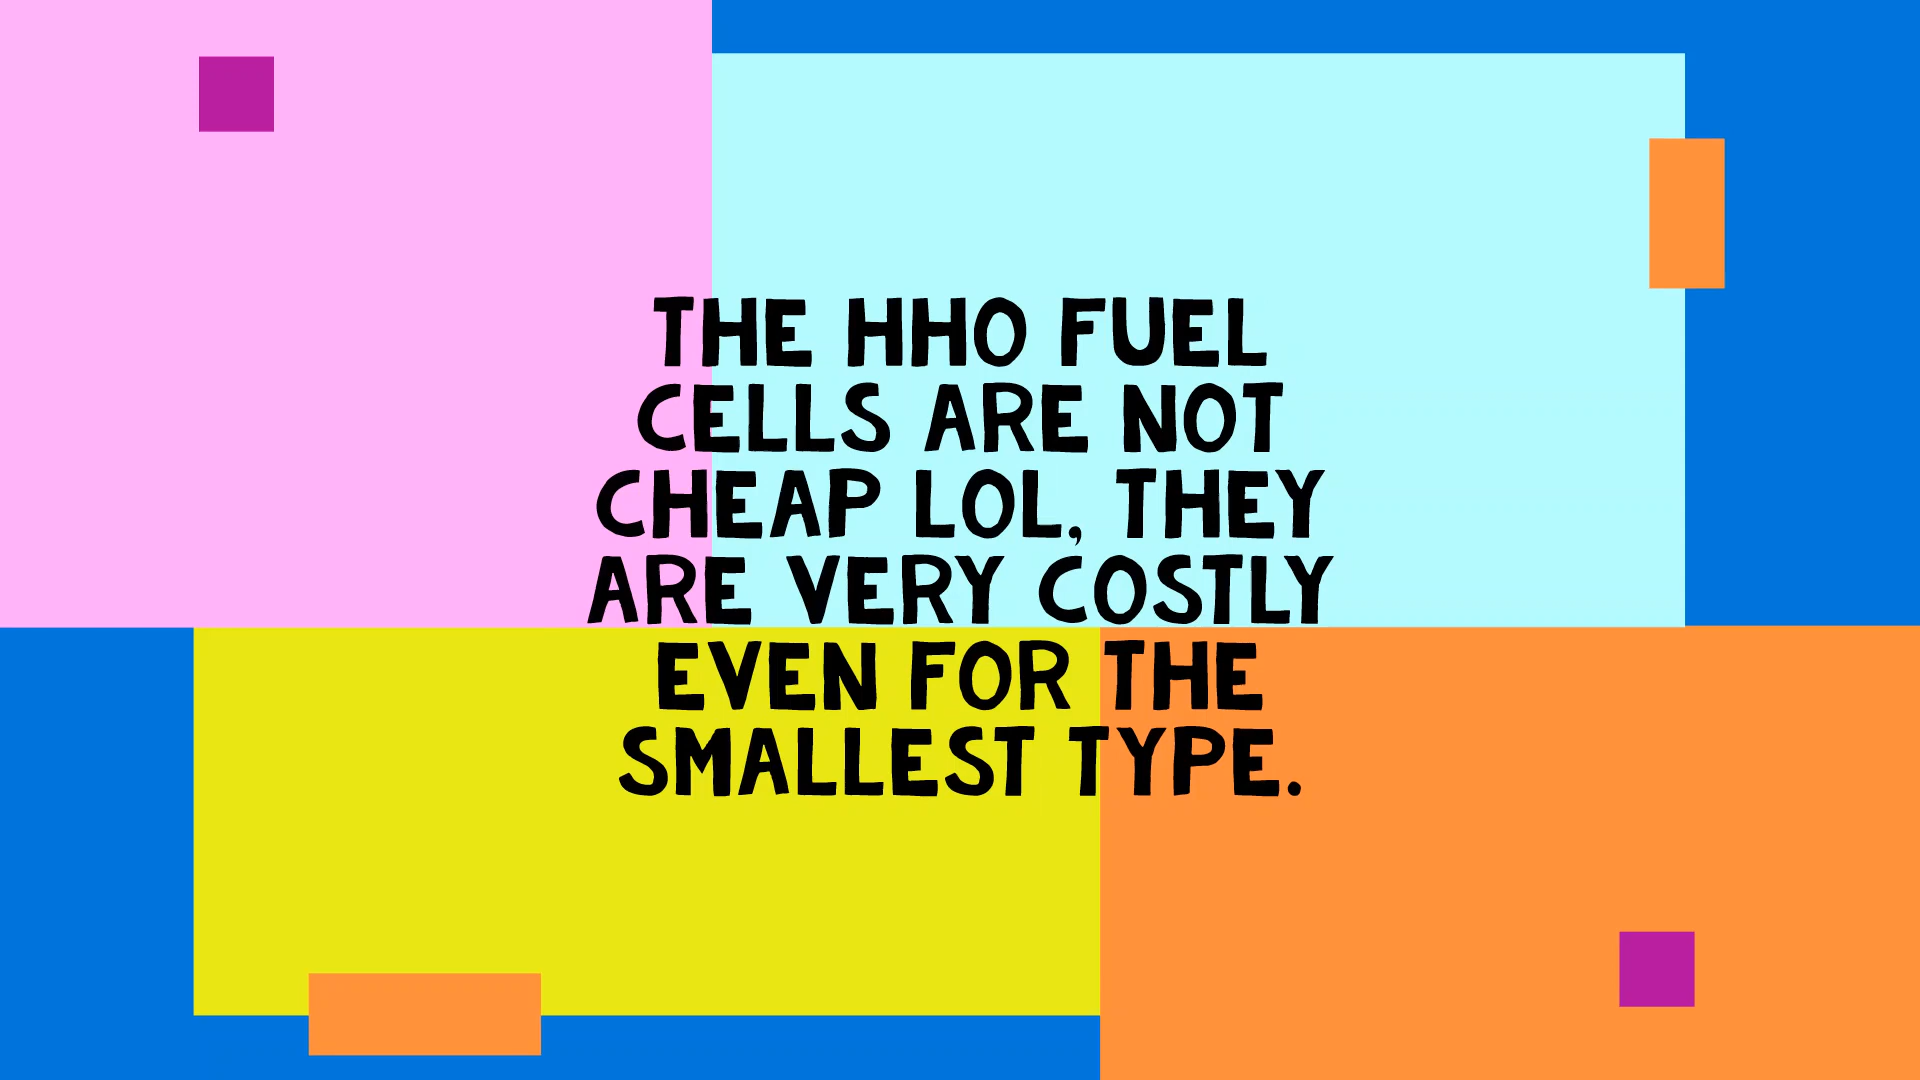 THE HHO FUEL
CELLS ARE NOT
CHEAP LOL, THEY
ARE VERY COSTLY
EVEN FOR THE
SMALLEST TYPE.